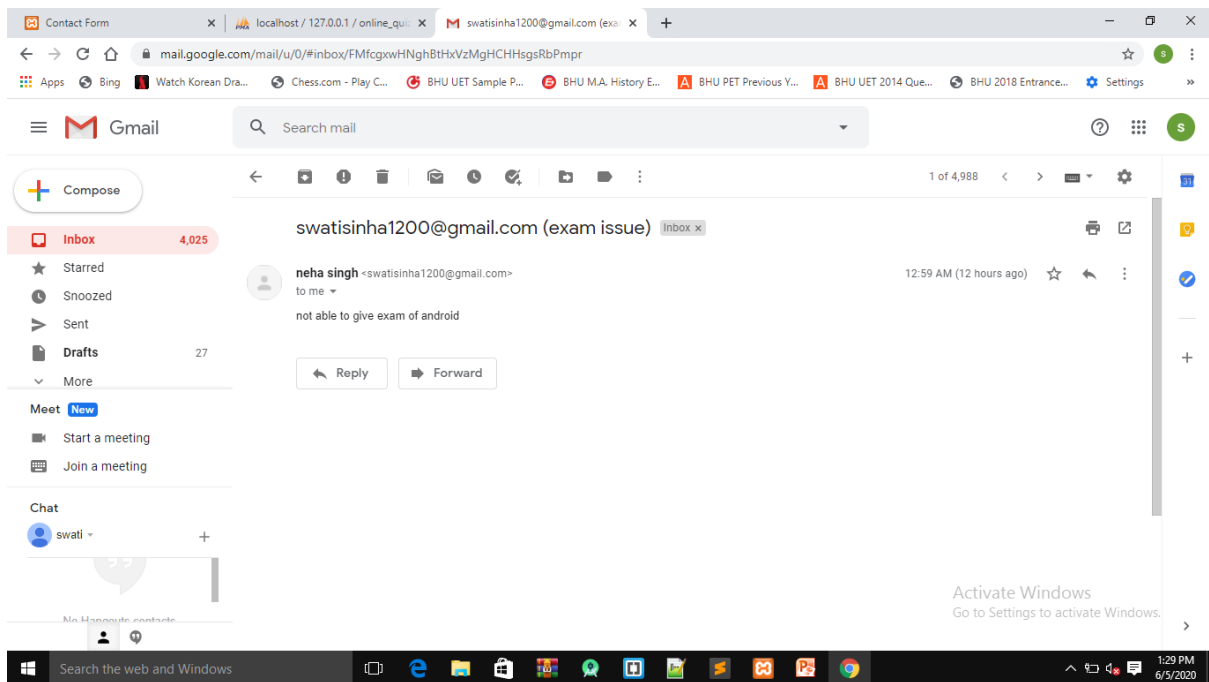 Contact Form
localhost / 127.0.0.1 / online_qui
swatisinha1200@gmail.com (exa
mail.google.com/mail/u/0/#inbox/FMfcgxwHNghBtHxVzMgHCHHsgsRbPmpr
S
Apps Bing Watch Korean Dra... Chess.com - Play C... BHU UET Sample P... BHU M.A. History E... BHU PET Previous Y... BHU UET 2014 Que... BHU 2018 Entrance... Settings »
Gmail
Search mail
S
Compose
1 of 4,988
31
Inbox 4,025
swatisinha1200@gmail.com (exam issue) Inbox x
Starred
neha singh <swatisinha1200@gmail.com>
12:59 AM (12 hours ago)
to me
Snoozed
not able to give exam of android
Sent
Drafts 27
Reply
Forward
More
Meet New
Start a meeting
Join a meeting
Chat
swati
No Hangouts contacts
Activate Windows
Go to Settings to activate Windows.
Search the web and Windows
1:29 PM
6/5/2020